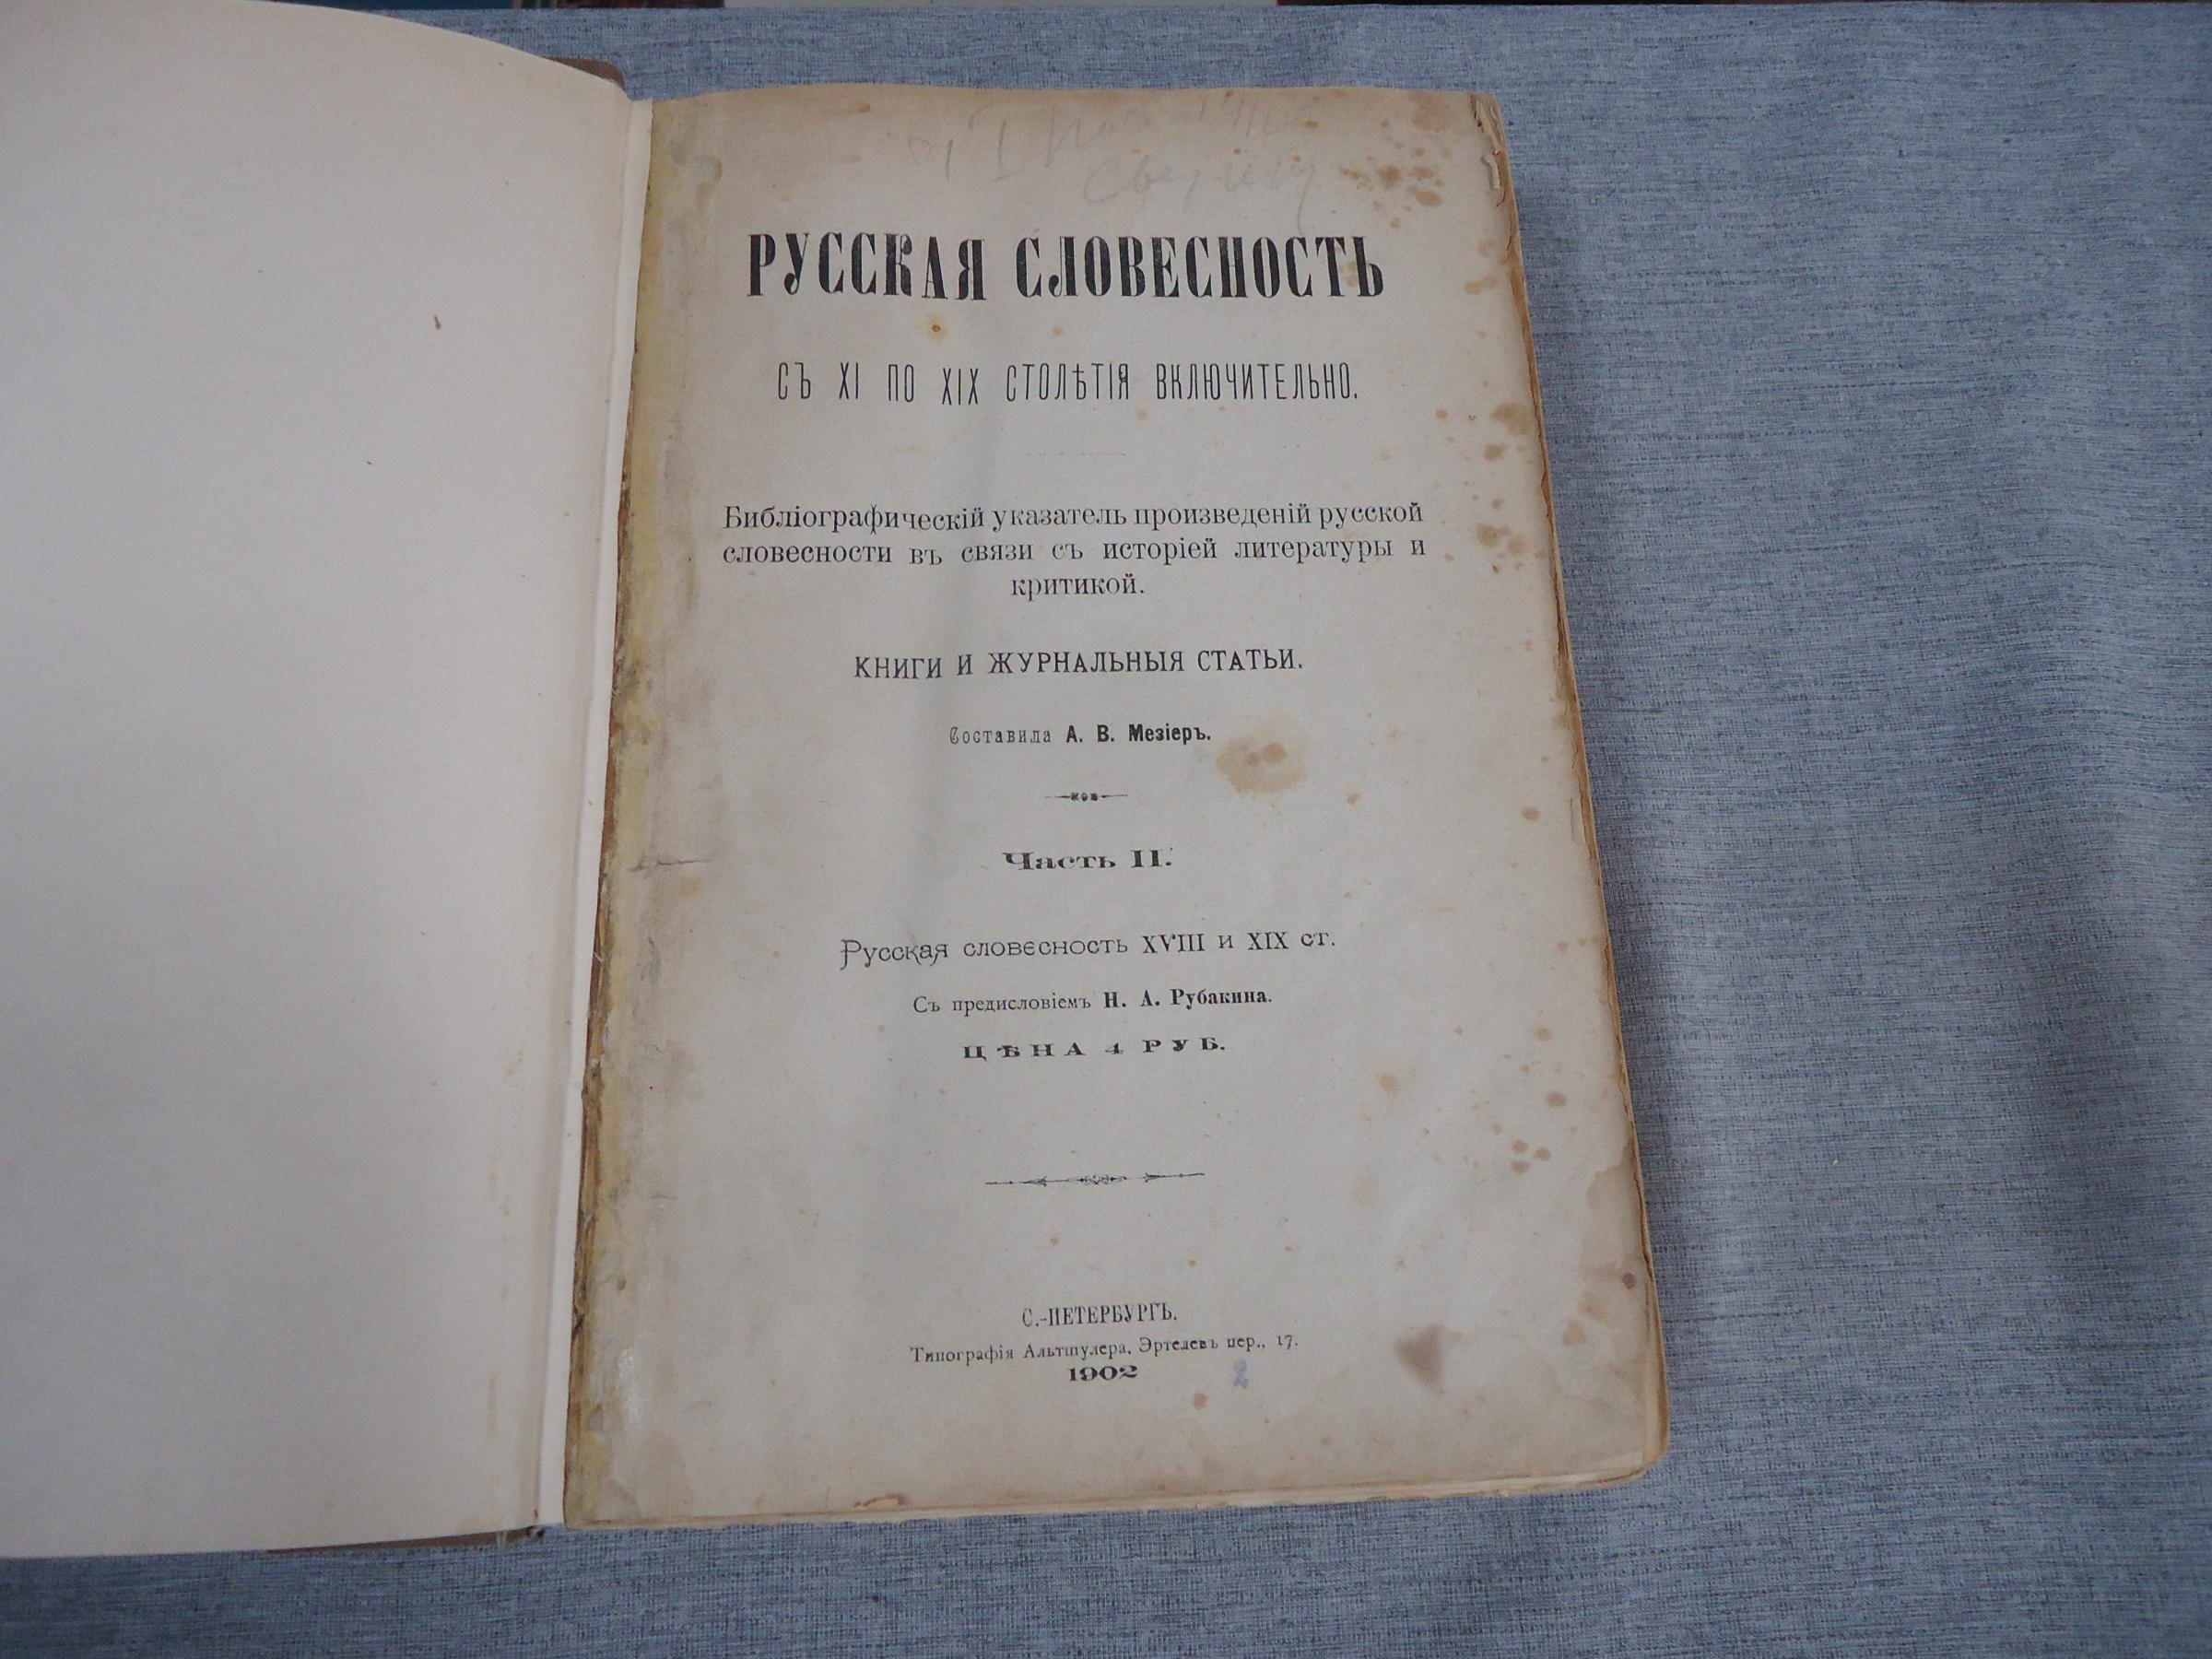 РУССКАЯ СЛОВЕСНОСТЬ
СЪ XI ПО XIX СТОЛѢТІЯ ВКЛЮЧИТЕЛЬНО.
Библіографическій указатель произведеній русской
словесности въ связи съ исторіей литературы и
критикой.
КНИГИ И ЖУРНАЛЬНЫЯ СТАТЬИ.
Составила А. В. Мезіеръ.
Часть II.
Русская словесность XVIII и XIX ст.
Съ предисловіемъ Н. А. Рубакина.
ЦѢНА 4 РУБ.
С.-ПЕТЕРБУРГЪ.
Типографія Альтшулера. Эртелевъ пер., 17.
1902
2